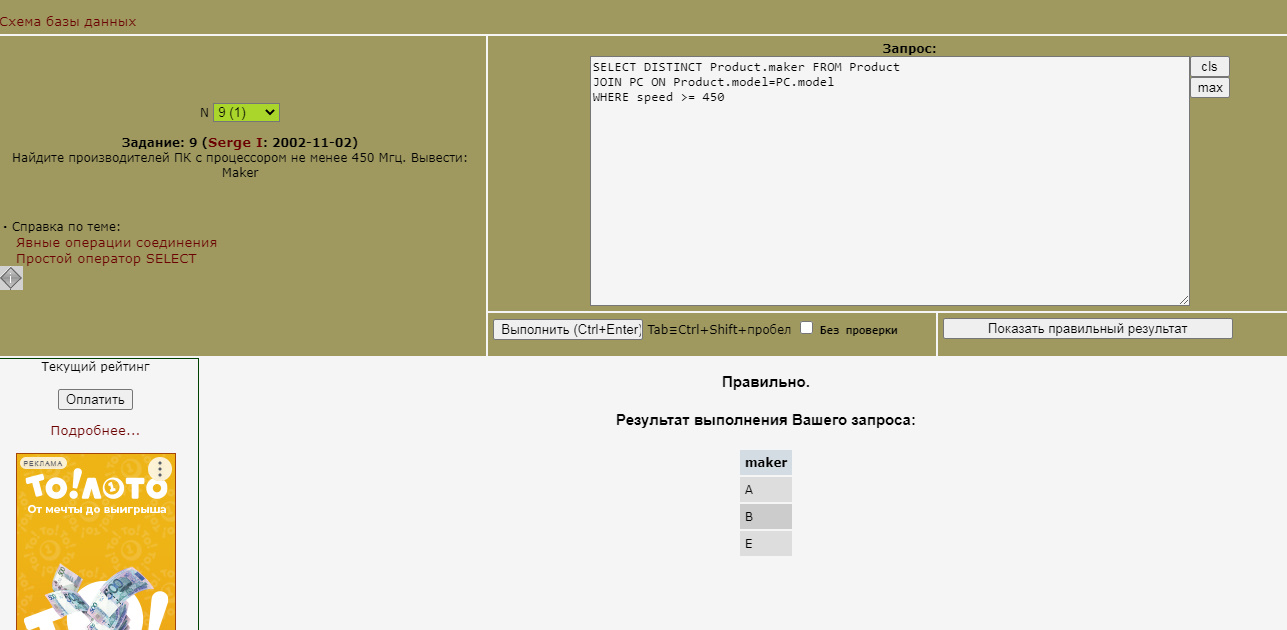 Схема базы данных
N 9 (1)
Задание: 9 (Serge I: 2002-11-02)
Найдите производителей ПК с процессором не менее 450 Мгц. Вывести:
Maker
· Справка по теме:
Явные операции соединения
Простой оператор SELECT
Запрос:
SELECT DISTINCT Product.maker FROM Product
JOIN PC ON Product.model=PC.model
WHERE speed >= 450
cls
max
Выполнить (Ctrl+Enter) Tab≡Ctrl+Shift+пробел Без проверки
Показать правильный результат
Текущий рейтинг
Оплатить
Подробнее...
РЕКЛАМА
ТО!ЛОТО
От мечты до выигрыша
Правильно.
Результат выполнения Вашего запроса:
maker
A
B
E